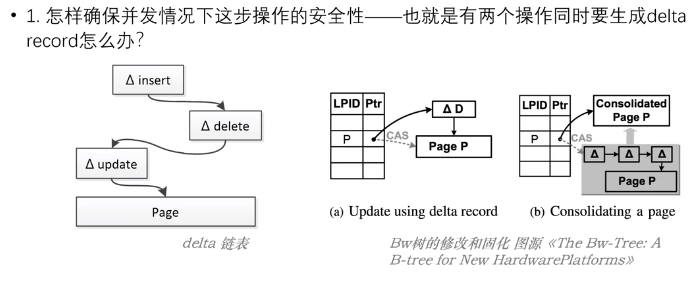 • 1. 怎样确保并发情况下这步操作的安全性——也就是有两个操作同时要生成delta
record怎么办?
Δ insert
Δ delete
Δ update
Page
delta 链表
LPID Ptr
P
Δ D
CAS
Page P
(a) Update using delta record
LPID Ptr
P
Consolidated
Page P
CAS
Δ Δ Δ
Page P
(b) Consolidating a page
Bw树的修改和固化 图源《The Bw-Tree: A
B-tree for New HardwarePlatforms》